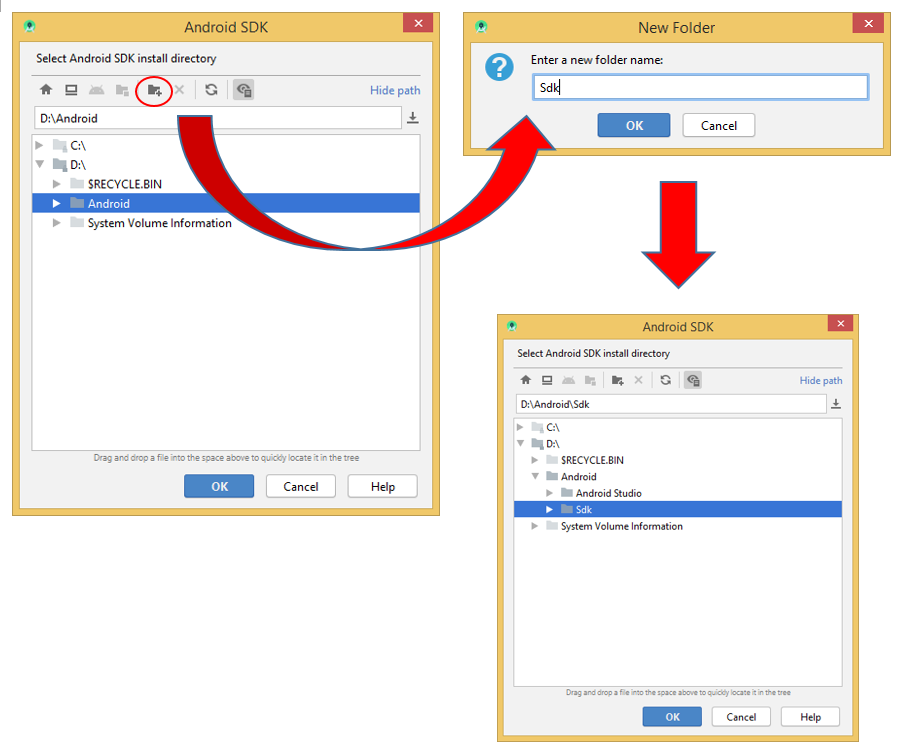 Android SDK
Select Android SDK install directory
Hide path
D:\Android
C:\
D:\
$RECYCLE.BIN
Android
System Volume Information
Drag and drop a file into the space above to quickly locate it in the tree
OK Cancel Help
New Folder
Enter a new folder name:
Sdk
OK Cancel
Android SDK
Select Android SDK install directory
Hide path
D:\Android\Sdk
C:\
D:\
$RECYCLE.BIN
Android
Android Studio
Sdk
System Volume Information
Drag and drop a file into the space above to quickly locate it in the tree
OK Cancel Help